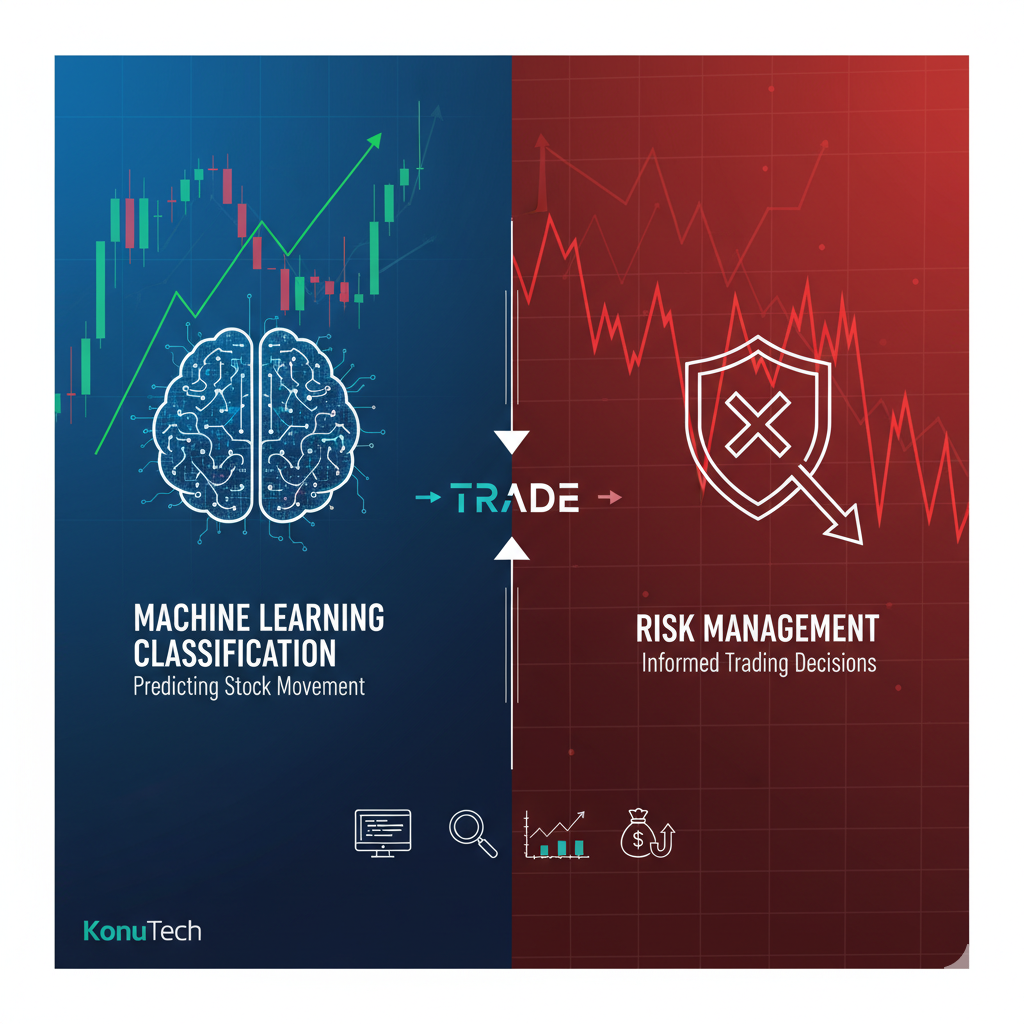 TRADE
MACHINE LEARNING
CLASSIFICATION
Predicting Stock Movement
RISK MANAGEMENT
Informed Trading Decisions
$
KonuTech